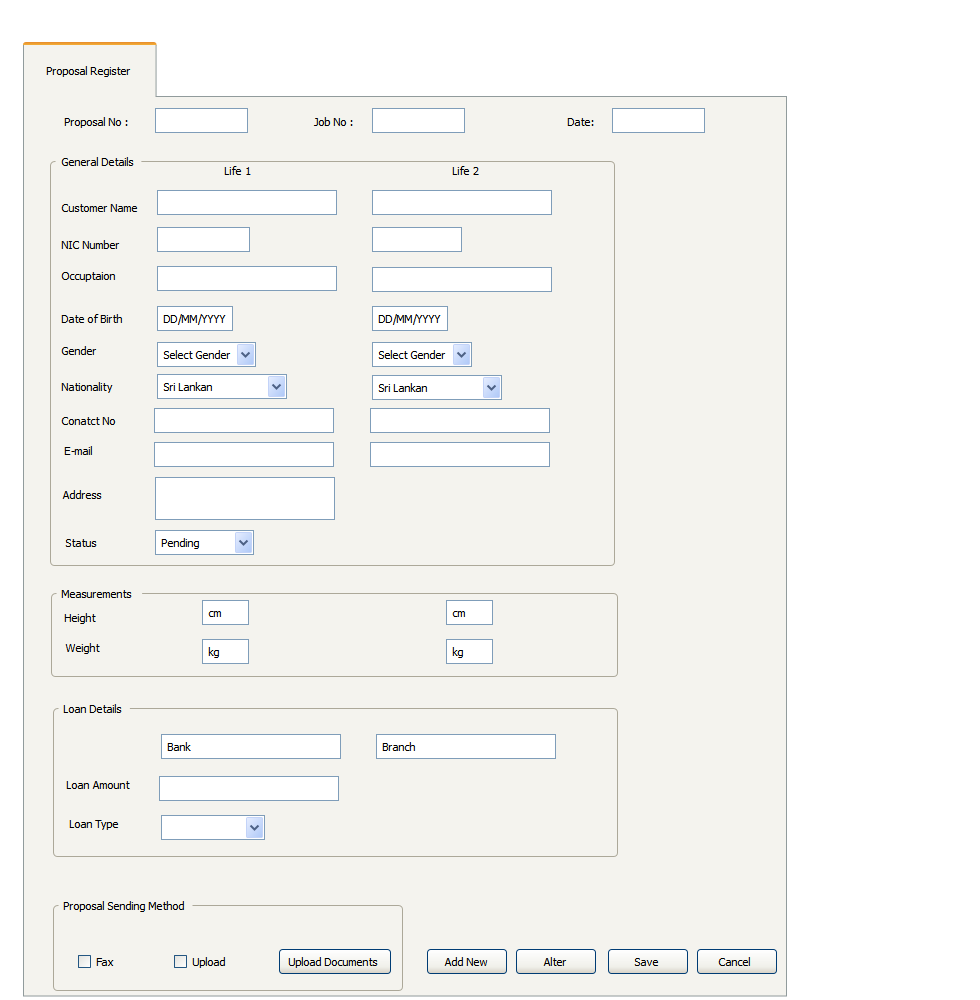 Proposal Register
Proposal No : Job No : Date:
General Details
Life 1 Life 2
Customer Name
NIC Number
Occuptaion
Date of Birth DD/MM/YYYY DD/MM/YYYY
Gender Select Gender Select Gender
Nationality Sri Lankan Sri Lankan
Conatct No
E-mail
Address
Status Pending
Measurements
Height cm cm
Weight kg kg
Loan Details
Bank Branch
Loan Amount
Loan Type
Proposal Sending Method
Fax Upload Upload Documents Add New Alter Save Cancel